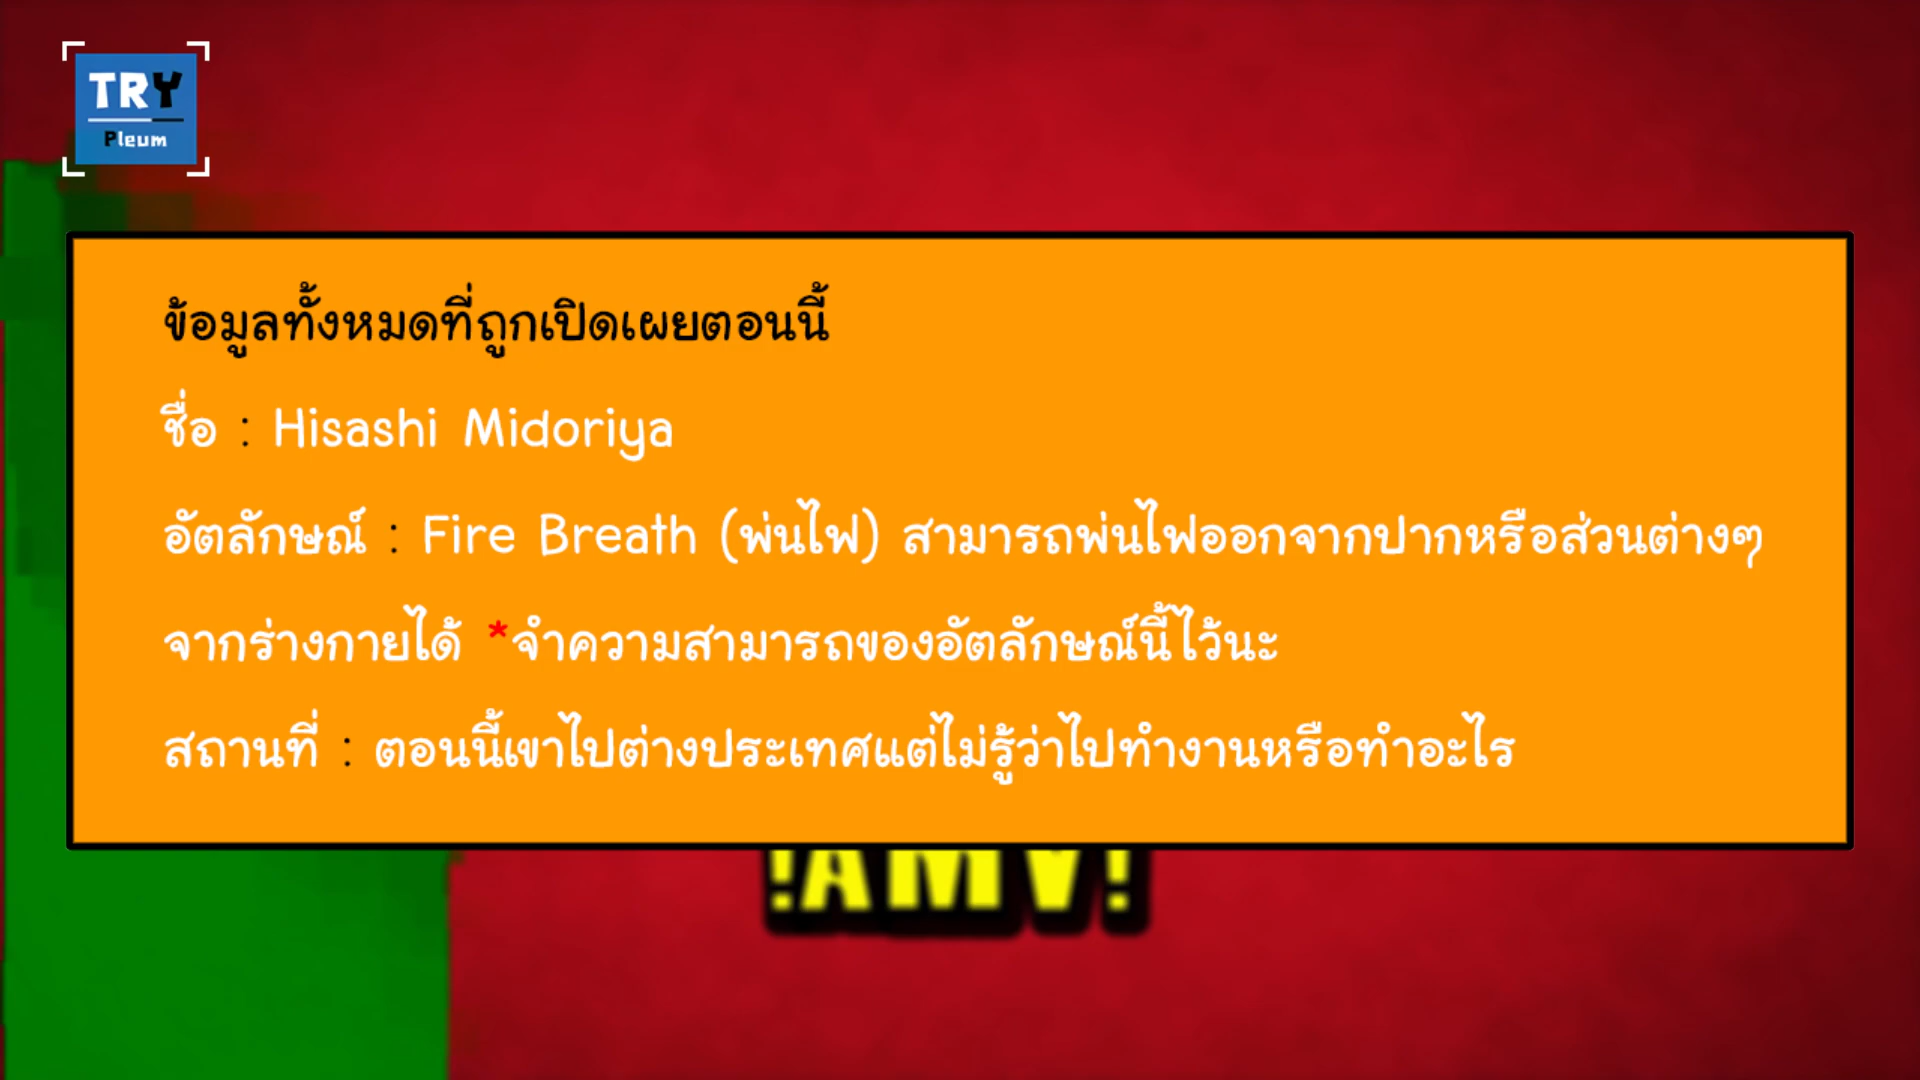 TRY
Pleum
ข้อมูลทั้งหมดที่ถูกเปิดเผยตอนนี้
ชื่อ : Hisashi Midoriya
อัตลักษณ์ : Fire Breath (พ่นไฟ) สามารถพ่นไฟออกจากปากหรือส่วนต่างๆ
จากร่างกายได้ *จำความสามารถของอัตลักษณ์นี้ไว้นะ
สถานที่ : ตอนนี้เขาไปต่างประเทศแต่ไม่รู้ว่าไปทำงานหรือทำอะไร
!AMV!